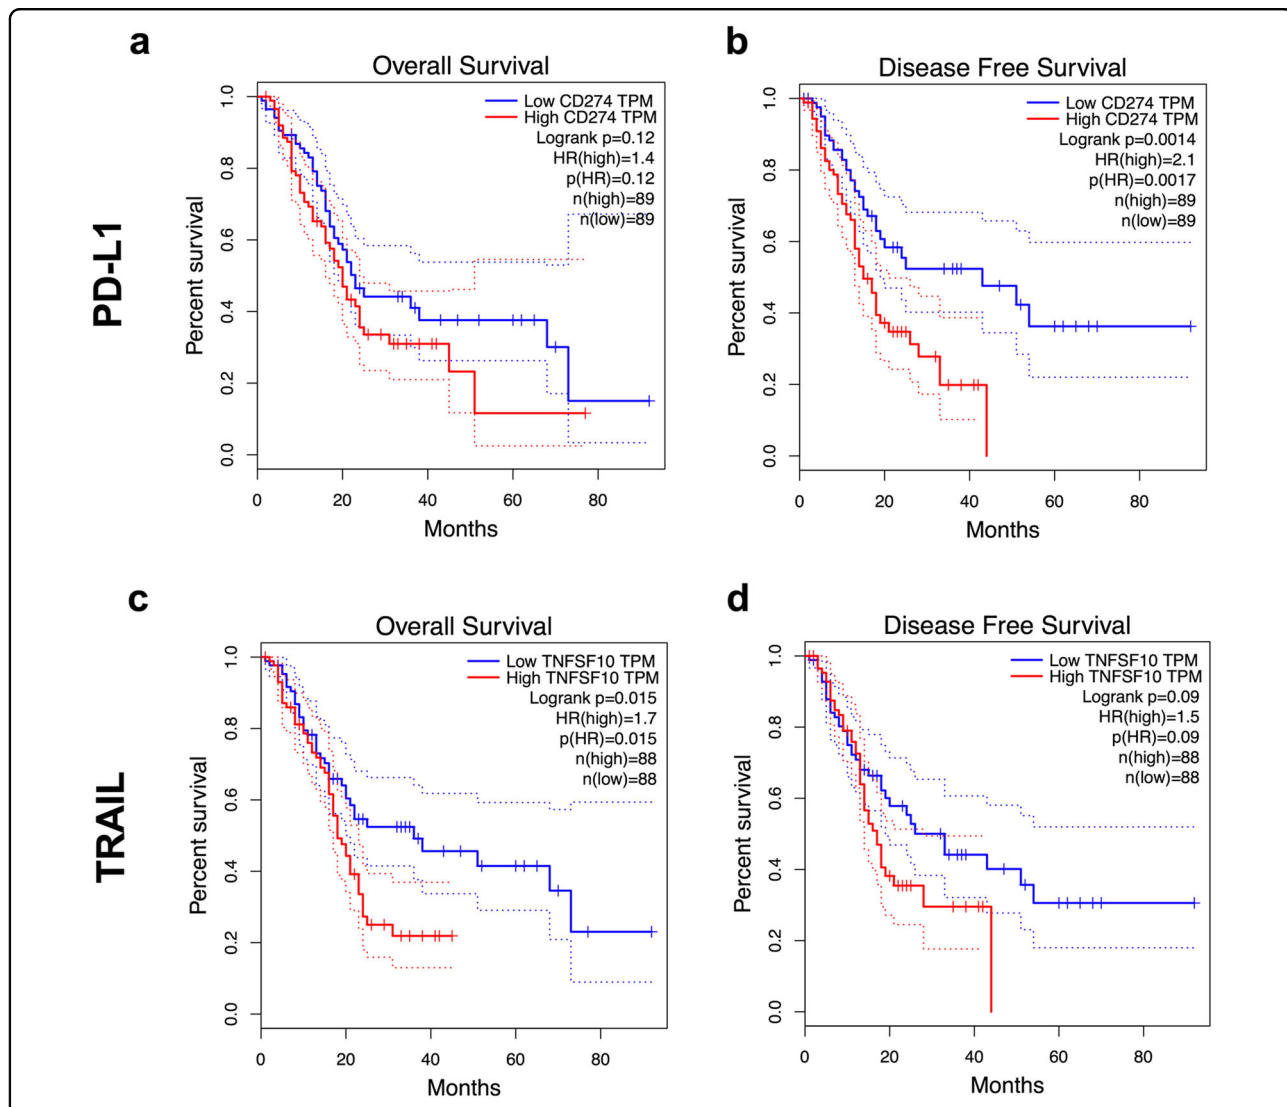 a
Overall Survival
PD-L1
Percent survival
1.0
0.8
0.6
0.4
0.2
0.0
Low CD274 TPM
High CD274 TPM
Logrank p=0.12
HR(high)=1.4
p(HR)=0.12
n(high)=89
n(low)=89
0 20 40 60 80
Months
b
Disease Free Survival
Percent survival
1.0
0.8
0.6
0.4
0.2
0.0
Low CD274 TPM
High CD274 TPM
Logrank p=0.0014
HR(high)=2.1
p(HR)=0.0017
n(high)=89
n(low)=89
0 20 40 60 80
Months
c
Overall Survival
TRAIL
Percent survival
1.0
0.8
0.6
0.4
0.2
0.0
Low TNFSF10 TPM
High TNFSF10 TPM
Logrank p=0.015
HR(high)=1.7
p(HR)=0.015
n(high)=88
n(low)=88
0 20 40 60 80
Months
d
Disease Free Survival
Percent survival
1.0
0.8
0.6
0.4
0.2
0.0
Low TNFSF10 TPM
High TNFSF10 TPM
Logrank p=0.09
HR(high)=1.5
p(HR)=0.09
n(high)=88
n(low)=88
0 20 40 60 80
Months